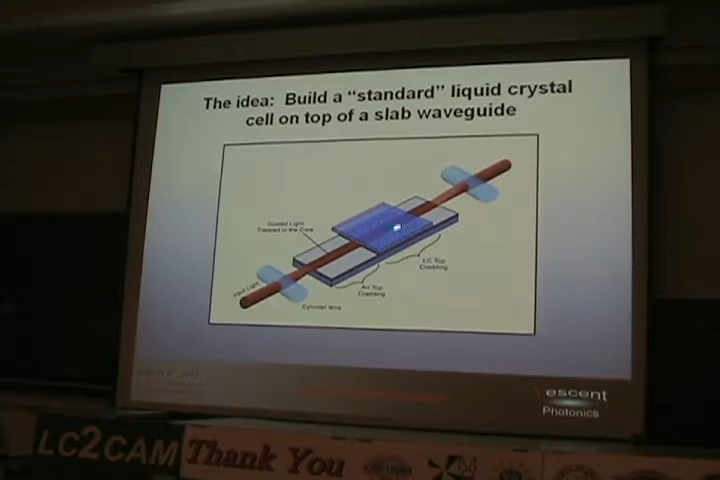 The idea: Build a “standard” liquid crystal
cell on top of a slab waveguide
Guided Light
Trapped in the Core
LC Top
Cladding
Air Top
Cladding
Input Light
Cylinder lens
escent
Photonics
LC2CAM
Thank You